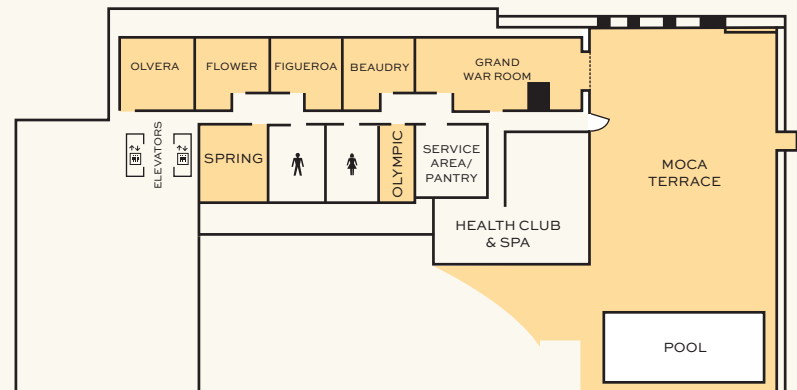 OLVERA
FLOWER
FIGUEROA
BEAUDRY
GRAND
WAR ROOM
ELEVATORS
SPRING
OLYMPIC
SERVICE
AREA/
PANTRY
MOCA
TERRACE
HEALTH CLUB
& SPA
POOL